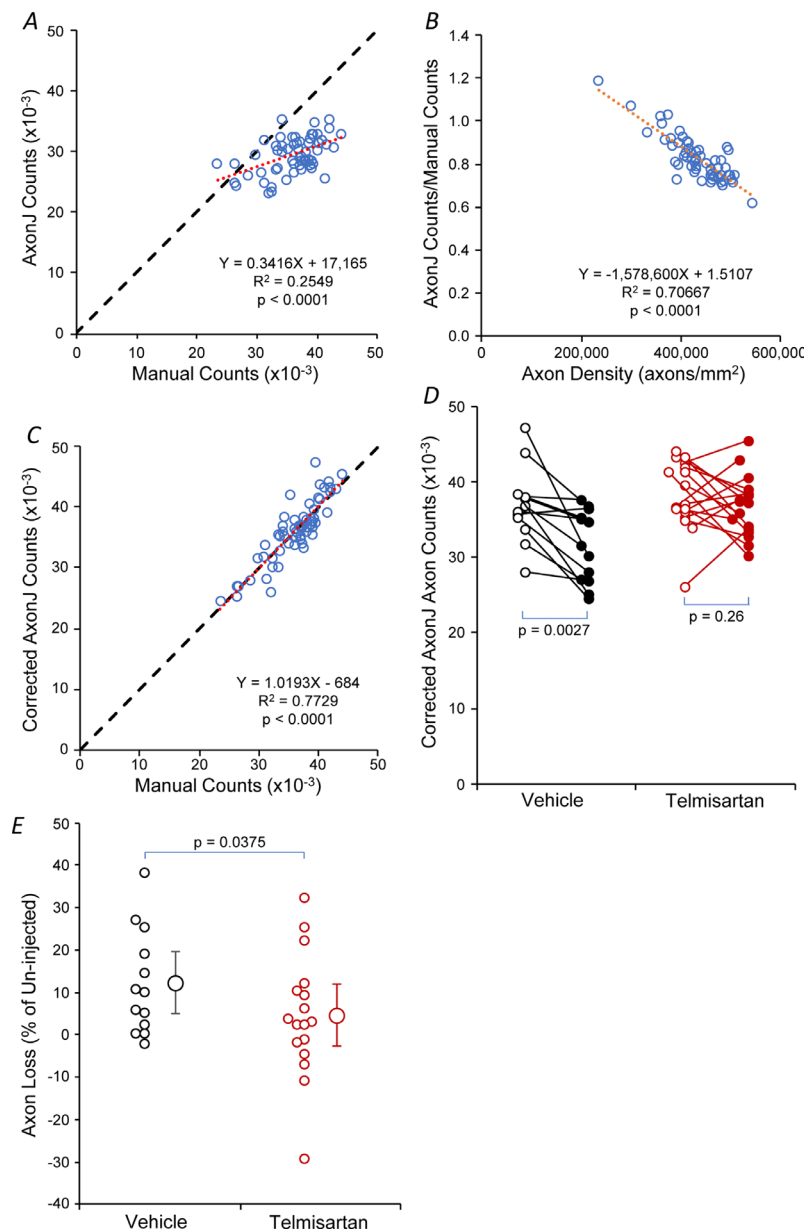 A
50
40
30
20
10
0
AxonJ Counts (x10-3)
Y = 0.3416X + 17,165
R2 = 0.2549
p < 0.0001
0 10 20 30 40 50
Manual Counts (x10-3)
B
1.4
1.2
1.0
0.8
0.6
0.4
0.2
0.0
AxonJ Counts/Manual Counts
Y = -1,578,600X + 1.5107
R2 = 0.70667
p < 0.0001
0 200,000 400,000 600,000
Axon Density (axons/mm2)
C
50
40
30
20
10
0
Corrected AxonJ Counts (x10-3)
Y = 1.0193X - 684
R2 = 0.7729
p < 0.0001
0 10 20 30 40 50
Manual Counts (x10-3)
D
50
40
30
20
10
0
Corrected AxonJ Axon Counts (x10-3)
p = 0.0027
p = 0.26
Vehicle Telmisartan
E
50
40
30
20
10
0
-10
-20
-30
-40
Axon Loss (% of Un-injected)
p = 0.0375
Vehicle Telmisartan